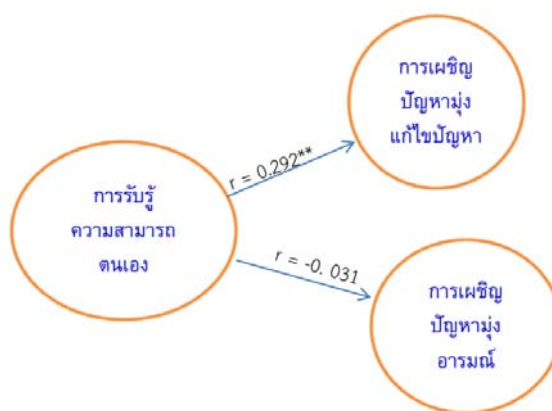 การเผชิญ
ปัญหามุ่ง
แก้ไขปัญหา
r = 0.292**
การรับรู้
ความสามารถ
ตนเอง
r = -0. 031
การเผชิญ
ปัญหามุ่ง
อารมณ์